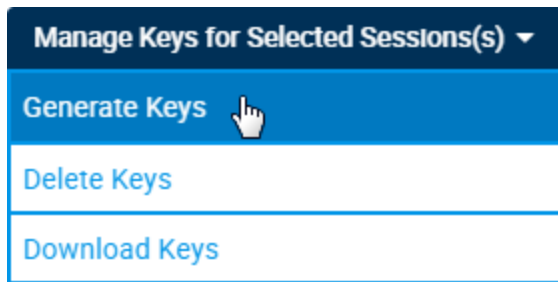 Manage Keys for Selected Sessions(s)
Generate Keys
Delete Keys
Download Keys